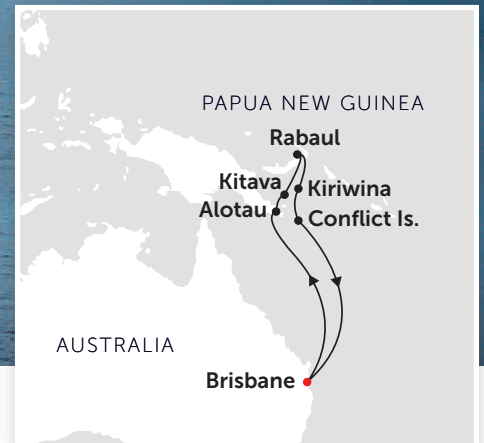 PAPUA NEW GUINEA
Rabaul
Kitava
Kiriwina
Alotau
Conflict Is.
AUSTRALIA
Brisbane